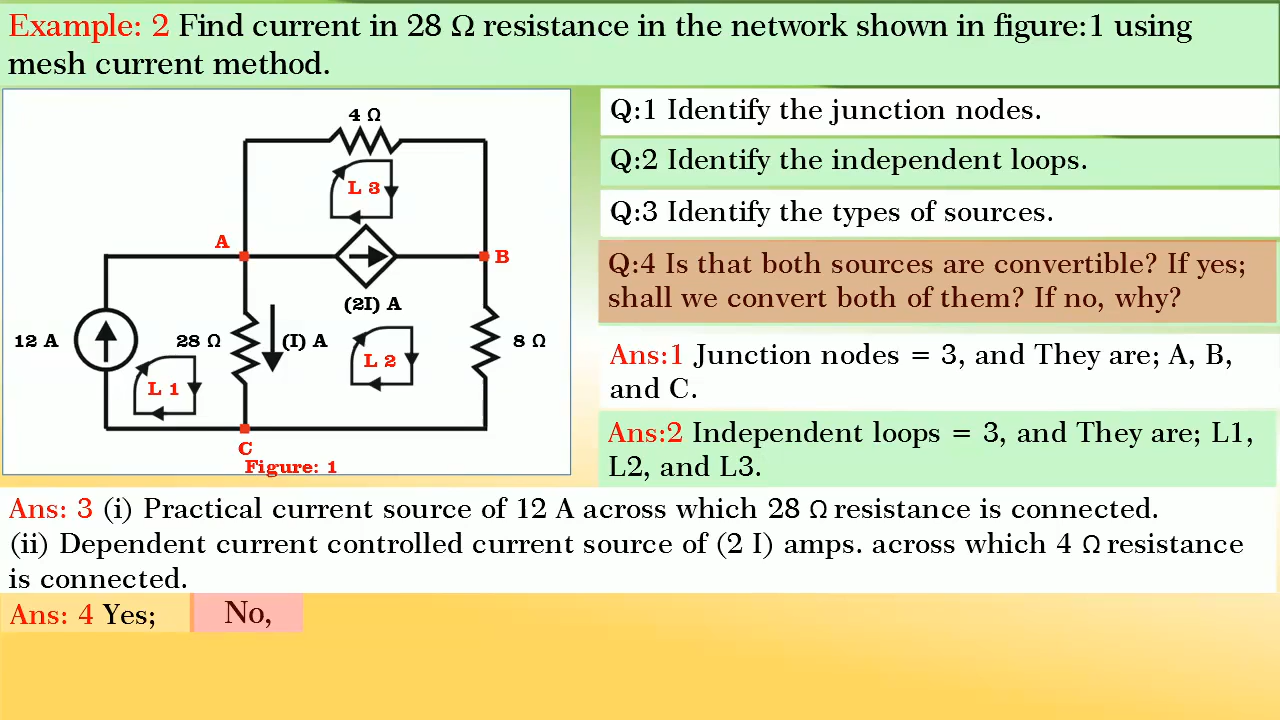 Example: 2 Find current in 28 Ω resistance in the network shown in figure:1 using
mesh current method.
4 Ω
L 3
A
B
(2I) A
12 A
28 Ω
(I) A
8 Ω
L 2
L 1
C
Figure: 1
Q:1 Identify the junction nodes.
Q:2 Identify the independent loops.
Q:3 Identify the types of sources.
Q:4 Is that both sources are convertible? If yes;
shall we convert both of them? If no, why?
Ans:1 Junction nodes = 3, and They are; A, B,
and C.
Ans:2 Independent loops = 3, and They are; L1,
L2, and L3.
Ans: 3 (i) Practical current source of 12 A across which 28 Ω resistance is connected.
(ii) Dependent current controlled current source of (2 I) amps. across which 4 Ω resistance
is connected.
Ans: 4 Yes; No,